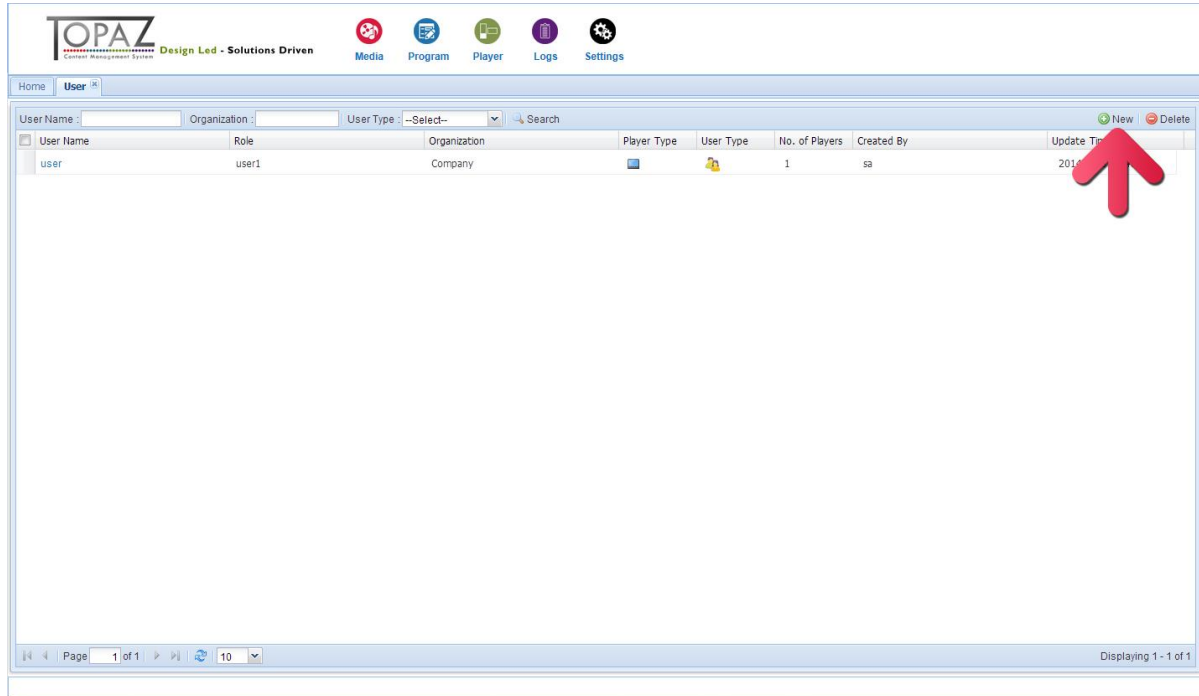 TOPAZ
Content Management System
Design Led - Solutions Driven
Media Program Player Logs Settings
Home User
User Name : Organization : User Type : --Select-- Search New Delete
User Name Role Organization Player Type User Type No. of Players Created By Update
user user1 Company 1 sa
Page 1 of 1 10 Displaying 1 - 1 of 1